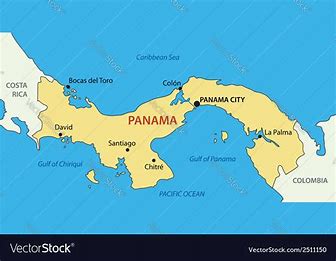 Caribbean Sea
COSTA
RICA
Bocas del Toro
Colón
PANAMA CITY
David
PANAMA
La Palma
Santiago
Gulf of Chiriquí
Chitré
Gulf of Panama
PACIFIC OCEAN
COLOMBIA
VectorStock®
VectorStock.com/2511150